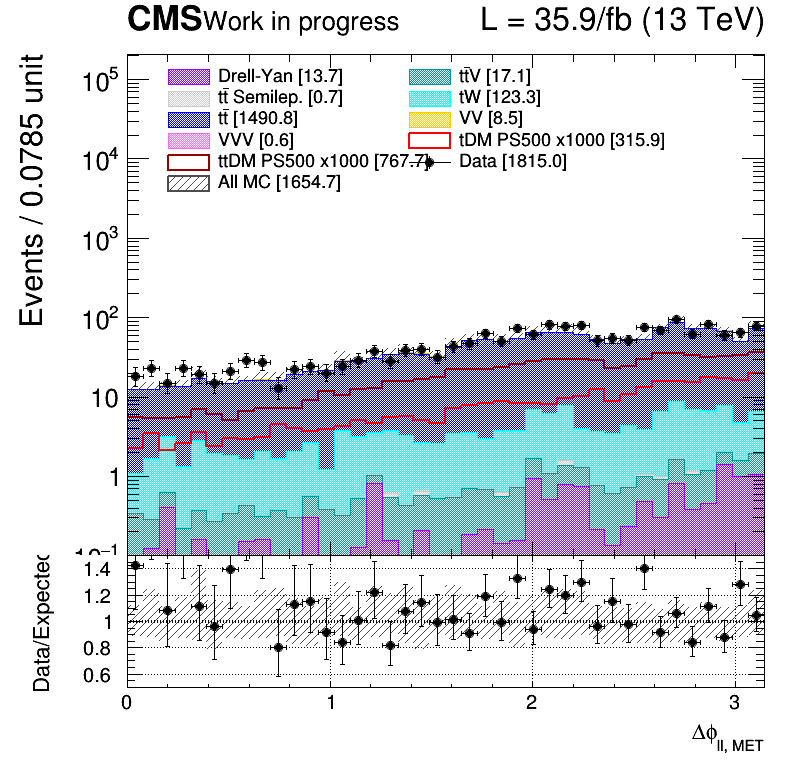 CMS Work in progress L = 35.9/fb (13 TeV)
Events / 0.0785 unit
10⁵
10⁴
10³
10²
10
1
10⁻¹
Drell-Yan [13.7]
tt̄V [17.1]
tt̄ Semilep. [0.7]
tW [123.3]
tt̄ [1490.8]
VV [8.5]
VVV [0.6]
tDM PS500 x1000 [315.9]
ttDM PS500 x1000 [767.7]
Data [1815.0]
All MC [1654.7]
Data/Expected
1.4
1.2
1
0.8
0.6
0 1 2 3
Δϕ_ll, MET